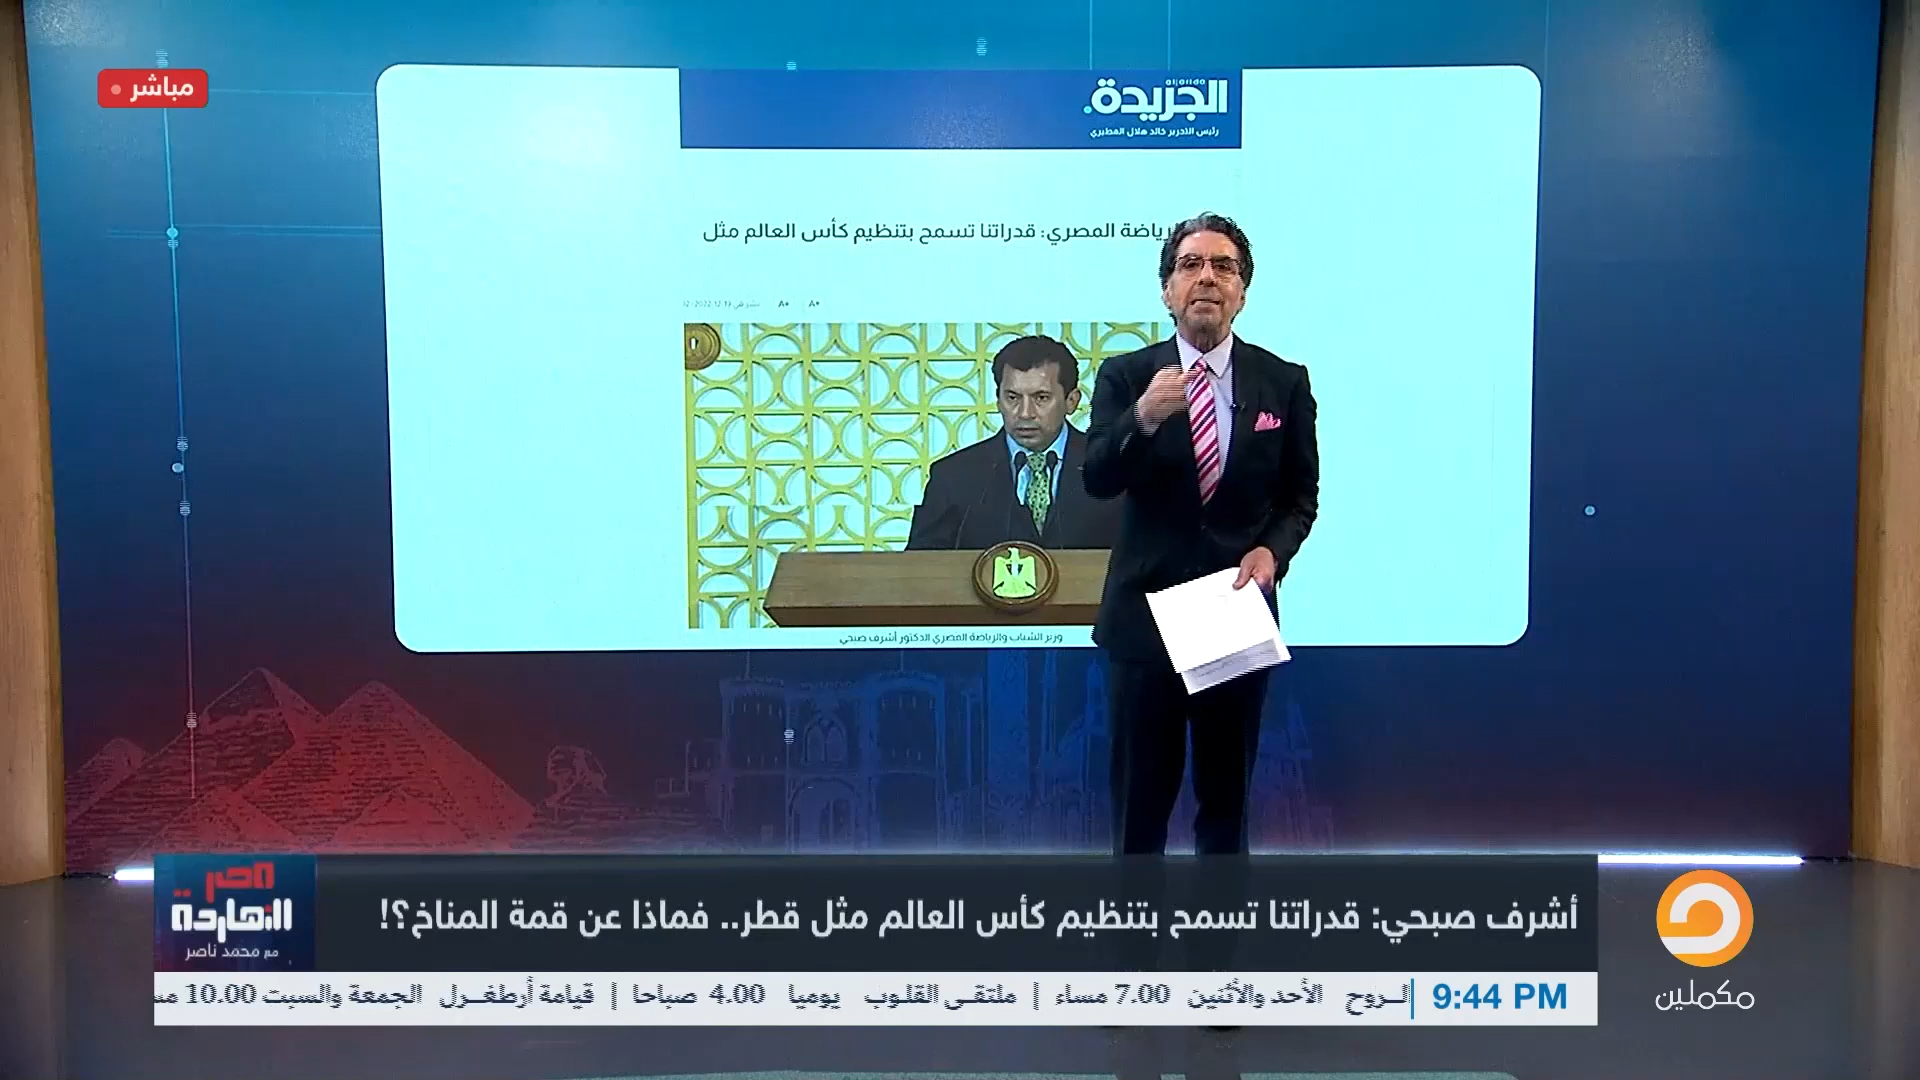 مباشر
aljarida
الجريدة.
رئيس التحرير خالد هلال المطيري
الرياضة المصري: قدراتنا تسمح بتنظيم كأس العالم مثل
A+ A+
وزير الشباب والرياضة المصري الدكتور أشرف صبحي
أشرف صبحي: قدراتنا تسمح بتنظيم كأس العالم مثل قطر.. فماذا عن قمة المناخ؟!
مصر
النهاردة
مع محمد ناصر
9:44 PM
الروح الأحد والأثنين 7.00 مساء | ملتقى القلوب يوميا 4.00 صباحا | قيامة أرطغرل الجمعة والسبت 10.00
مكملين